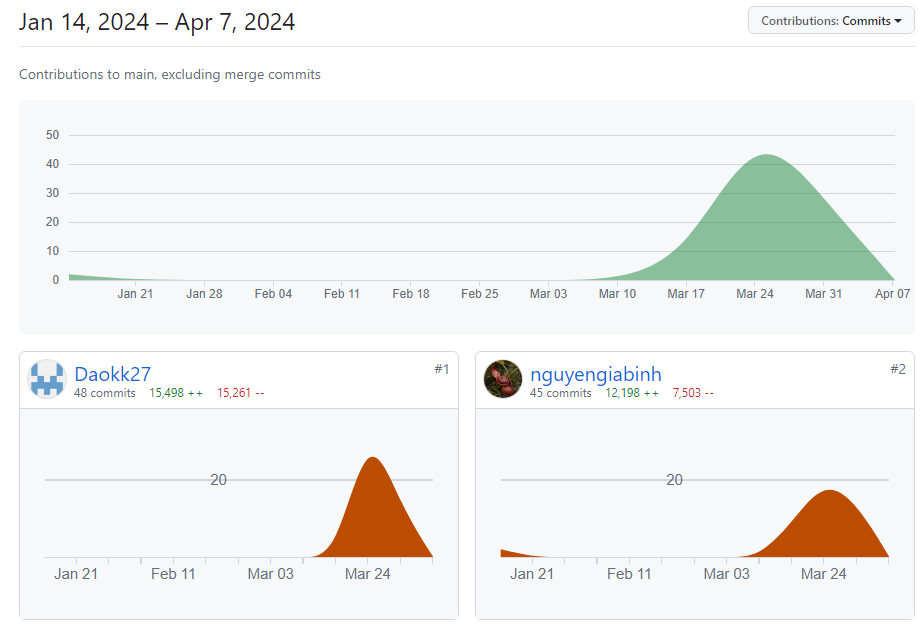 Jan 14, 2024 – Apr 7, 2024
Contributions: Commits
Contributions to main, excluding merge commits
50
40
30
20
10
0
Jan 21 Jan 28 Feb 04 Feb 11 Feb 18 Feb 25 Mar 03 Mar 10 Mar 17 Mar 24 Mar 31 Apr 07
Daokk27 #1
48 commits 15,498 ++ 15,261 --
20
Jan 21 Feb 11 Mar 03 Mar 24
nguyengiabinh #2
45 commits 12,198 ++ 7,503 --
20
Jan 21 Feb 11 Mar 03 Mar 24